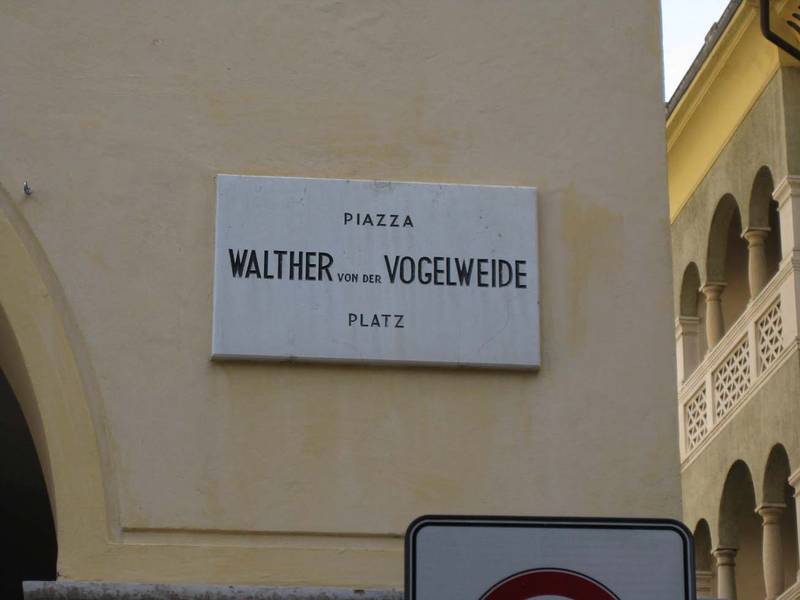 PIAZZA
WALTHER VON DER VOGELWEIDE
PLATZ